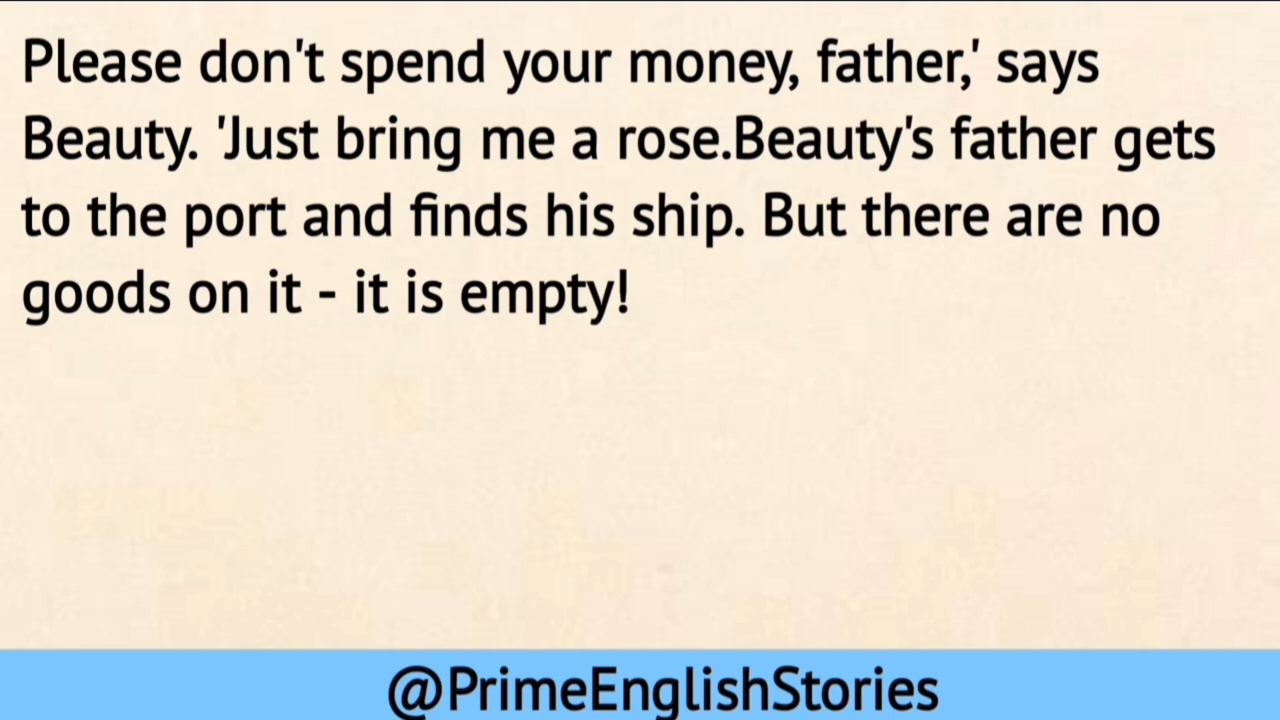 Please don't spend your money, father,' says
Beauty. 'Just bring me a rose.Beauty's father gets
to the port and finds his ship. But there are no
goods on it - it is empty!
@PrimeEnglishStories